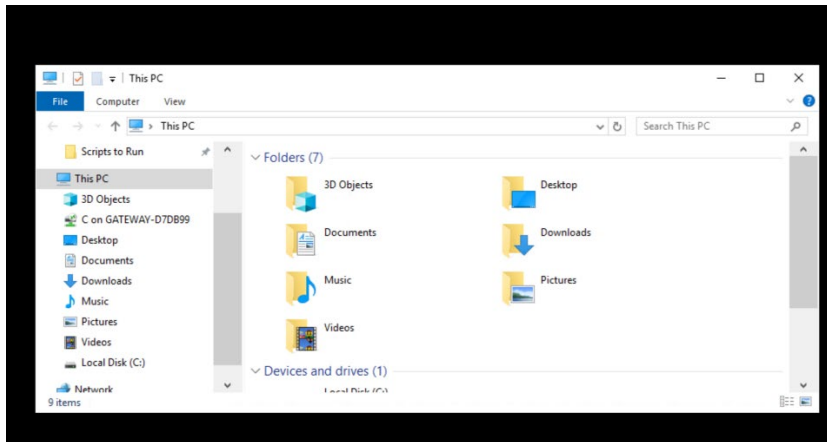 This PC
File Computer View
This PC
Search This PC
Scripts to Run
This PC
3D Objects
C on GATEWAY-D7DB99
Desktop
Documents
Downloads
Music
Pictures
Videos
Local Disk (C:)
Network
Folders (7)
3D Objects
Desktop
Documents
Downloads
Music
Pictures
Videos
Devices and drives (1)
Local Disk (C:)
9 items